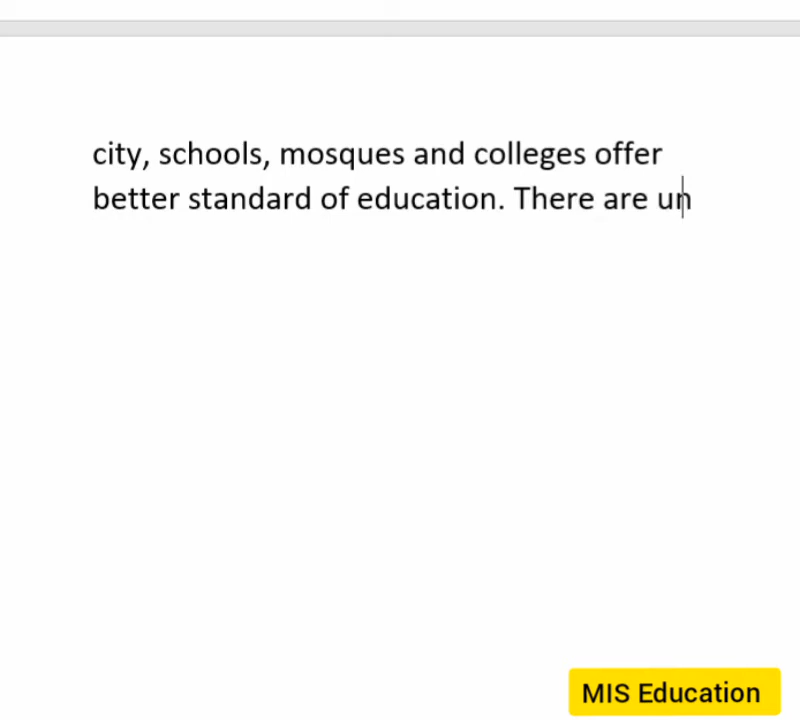 city, schools, mosques and colleges offer
better standard of education. There are un
MIS Education